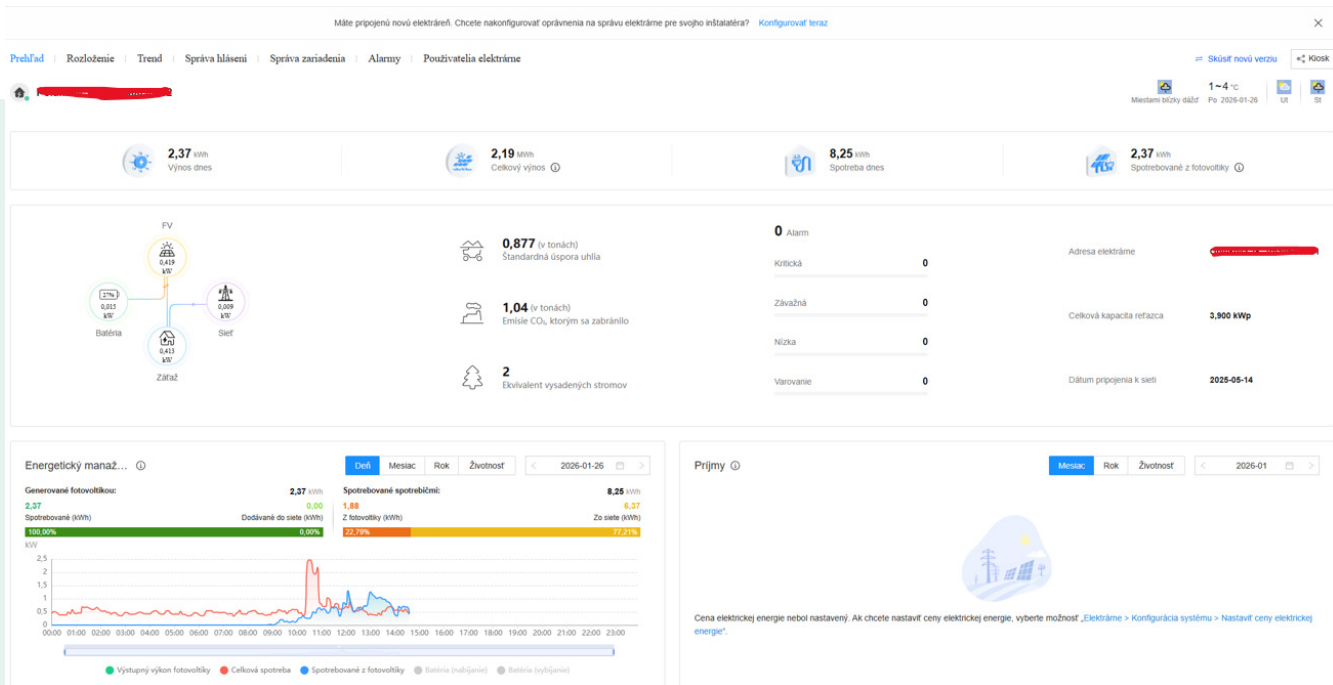 Máte pripojenú novú elektráreň. Chcete nakonfigurovať oprávnenia na správu elektrárne pre svojho inštalatéra? Konfigurovať teraz
Prehľad Rozloženie Trend Správa hlásení Správa zariadenia Alarmy Používatelia elektrárne
Skúsiť novú verziu Kiosk
Miestami blízky dážď
1~4 °C
Po 2026-01-26
Ut
St
2,37 kWh
Výnos dnes
2,19 MWh
Celkový výnos
8,25 kWh
Spotreba dnes
2,37 kWh
Spotrebované z fotovoltiky
FV
0,419
kW
27%
0,015
kW
Batéria
0,009
kW
Sieť
0,413
kW
Záťaž
0,877 (v tonách)
Štandardná úspora uhlia
1,04 (v tonách)
Emisie CO₂, ktorým sa zabránilo
2
Ekvivalent vysadených stromov
0 Alarm
Kritická 0
Závažná 0
Nízka 0
Varovanie 0
Adresa elektrárne
Celková kapacita reťazca 3,900 kWp
Dátum pripojenia k sieti 2025-05-14
Energetický manaž...
Deň Mesiac Rok Životnosť
< 2026-01-26 >
Generované fotovoltikou: 2,37 kWh
2,37 0,00
Spotrebované (kWh) Dodávané do siete (kWh)
100,00% 0,00%
Spotrebované spotrebičmi: 8,25 kWh
1,88 6,37
Z fotovoltiky (kWh) Zo siete (kWh)
22,79% 77,21%
kW
2,5
2
1,5
1
0,5
0
00:00 01:00 02:00 03:00 04:00 05:00 06:00 07:00 08:00 09:00 10:00 11:00 12:00 13:00 14:00 15:00 16:00 17:00 18:00 19:00 20:00 21:00 22:00 23:00
Výstupný výkon fotovoltiky Celková spotreba Spotrebované z fotovoltiky Batéria (nabíjanie) Batéria (vybíjanie)
Príjmy
Mesiac Rok Životnosť
< 2026-01 >
Cena elektrickej energie nebol nastavený. Ak chcete nastaviť ceny elektrickej energie, vyberte možnosť „Elektrárne > Konfigurácia systému > Nastaviť ceny elektrickej
energie“.